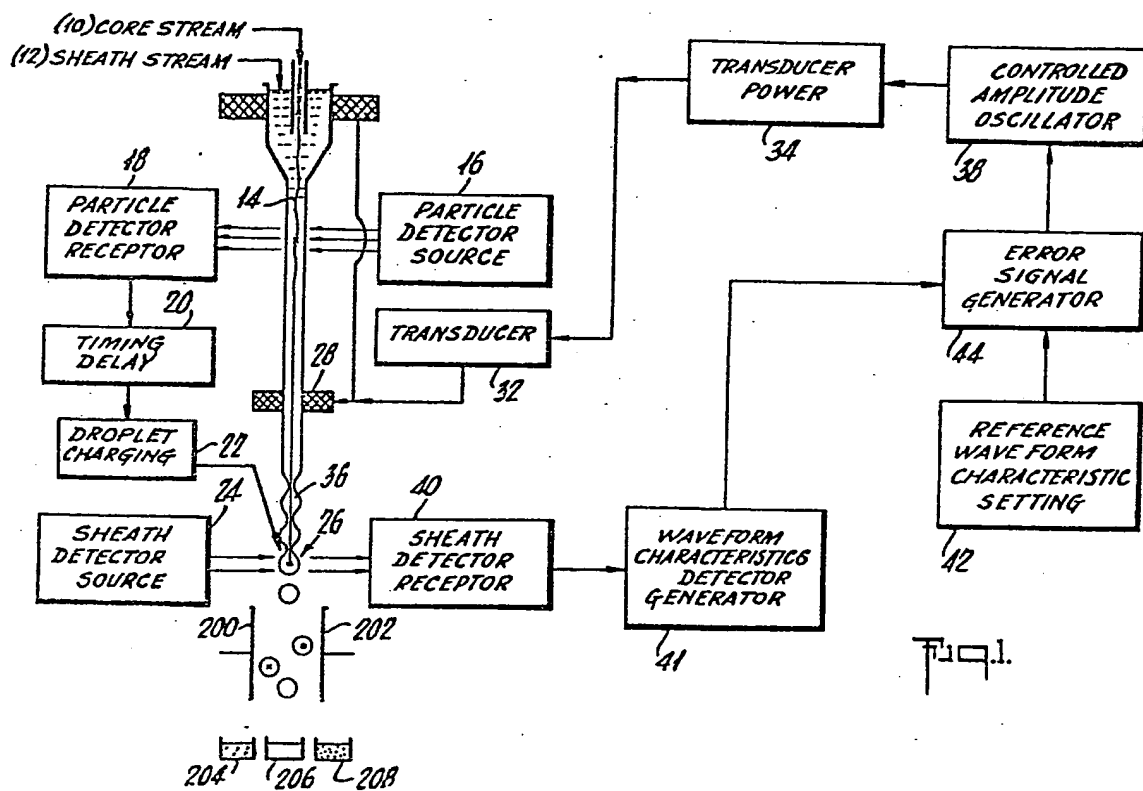 (10) CORE STREAM
(12) SHEATH STREAM
18
PARTICLE
DETECTOR
RECEPTOR
14
16
PARTICLE
DETECTOR
SOURCE
20
TIMING
DELAY
TRANSDUCER
32
28
DROPLET
CHARGING
22
36
26
24
SHEATH
DETECTOR
SOURCE
40
SHEATH
DETECTOR
RECEPTOR
200
202
204
206
208
TRANSDUCER
POWER
34
CONTROLLED
AMPLITUDE
OSCILLATOR
38
ERROR
SIGNAL
GENERATOR
44
REFERENCE
WAVE FORM
CHARACTERISTIC
SETTING
42
WAVEFORM
CHARACTERISTICS
DETECTOR
GENERATOR
41
Fig.1.